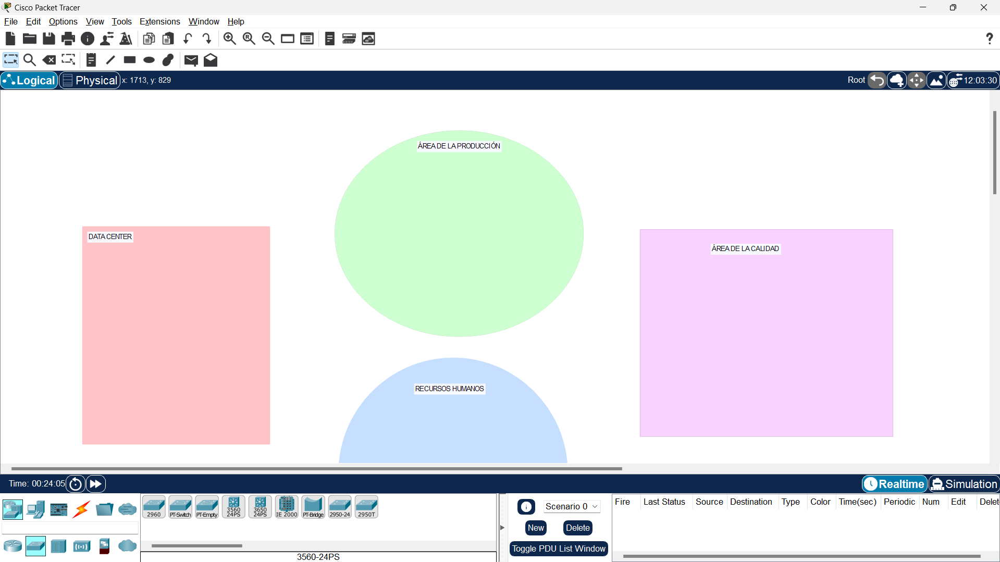 Cisco Packet Tracer
File Edit Options View Tools Extensions Window Help
Logical Physical x: 1713, y: 829 Root 12:03:30
ÁREA DE LA PRODUCCIÓN
DATA CENTER
ÁREA DE LA CALIDAD
RECURSOS HUMANOS
Time: 00:24:05 Realtime Simulation
2960 PT-Switch PT-Empty 3560 24PS 3650 24PS IE 2000 PT-Bridge 2950-24 2950T
3560-24PS
Scenario 0
New Delete
Toggle PDU List Window
Fire Last Status Source Destination Type Color Time(sec) Periodic Num Edit Delet